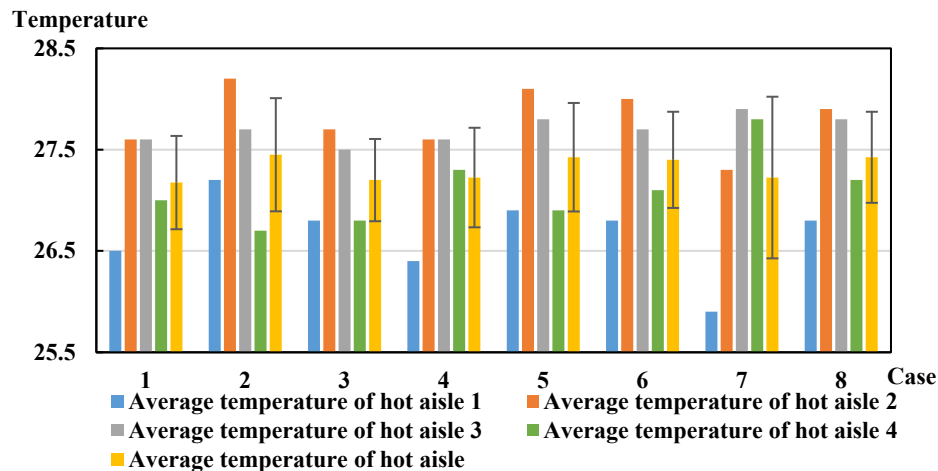 Temperature
28.5
27.5
26.5
25.5
1 2 3 4 5 6 7 8 Case
Average temperature of hot aisle 1 Average temperature of hot aisle 2
Average temperature of hot aisle 3 Average temperature of hot aisle 4
Average temperature of hot aisle